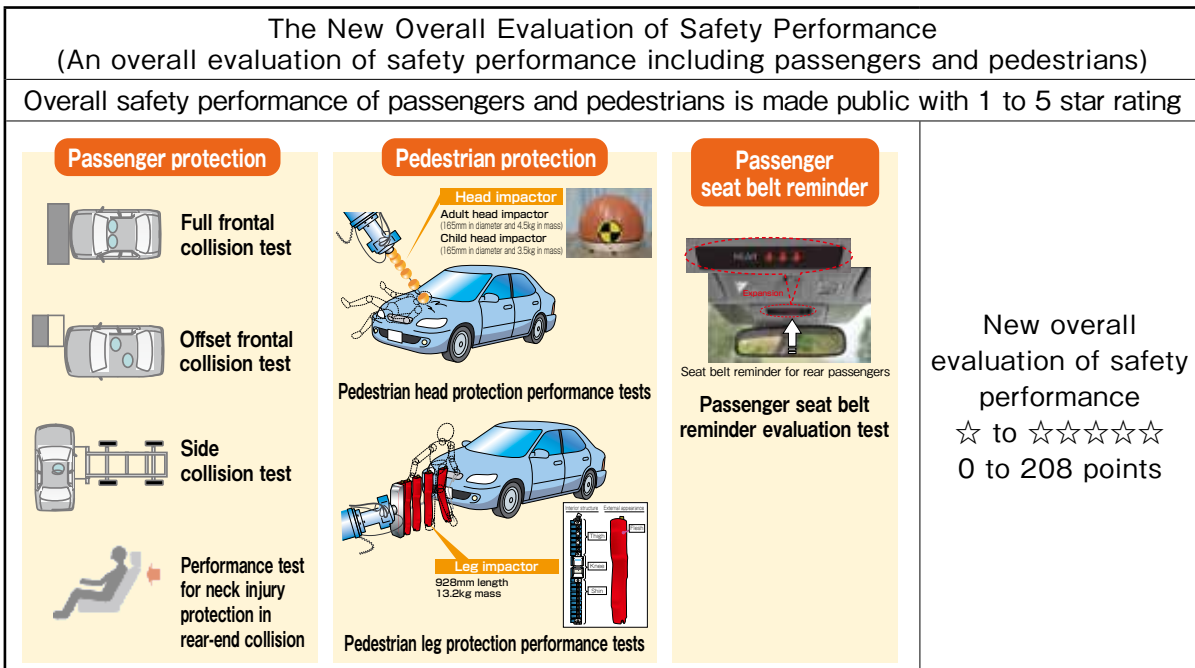 The New Overall Evaluation of Safety Performance
(An overall evaluation of safety performance including passengers and pedestrians)
Overall safety performance of passengers and pedestrians is made public with 1 to 5 star rating
Passenger protection
Full frontal
collision test
Offset frontal
collision test
Side
collision test
Performance test
for neck injury
protection in
rear-end collision
Pedestrian protection
Head impactor
Adult head impactor
(165mm in diameter and 4.5kg in mass)
Child head impactor
(165mm in diameter and 3.5kg in mass)
Pedestrian head protection performance tests
Leg impactor
928mm length
13.2kg mass
Interior structure
External appearance
Thigh
Knee
Shin
Flesh
Pedestrian leg protection performance tests
Passenger
seat belt reminder
REAR
Expansion
Seat belt reminder for rear passengers
Passenger seat belt
reminder evaluation test
New overall
evaluation of safety
performance
☆ to ☆☆☆☆☆
0 to 208 points